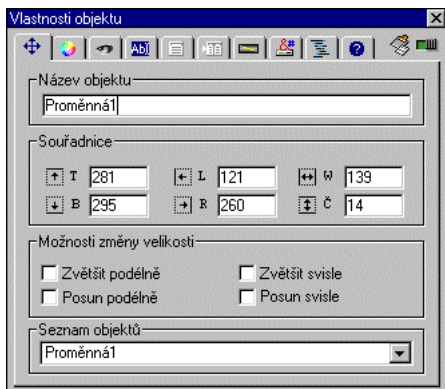 Vlastnosti objektu
Název objektu
Proměnná1
Souřadnice
T 281 L 121 W 139
B 295 R 260 Č 14
Možnosti změny velikosti
Zvětšit podélně Zvětšit svisle
Posun podélně Posun svisle
Seznam objektů
Proměnná1